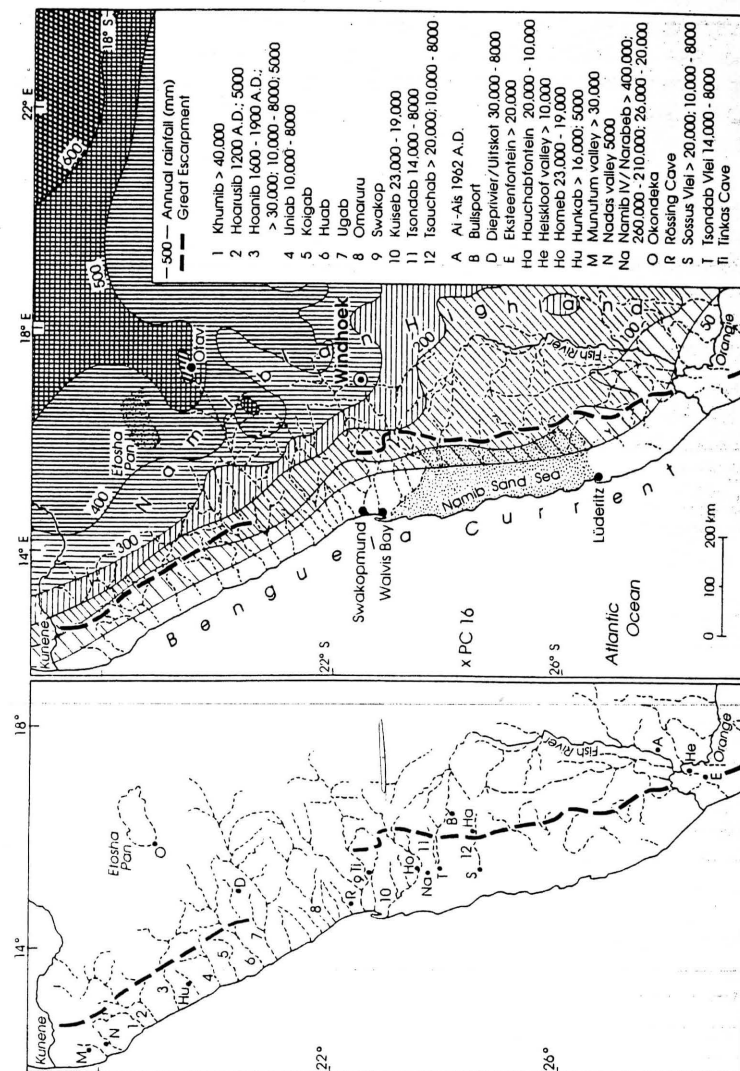 Kunene
14°
18°
Etosha
Pan
O
M
N
1
2
3
Hu
4
5
6
7
D
8
22°
R
9
Ti
10
Ho
Na
T
11
B
12
Ha
S
26°
Fish River
A
He
E
Orange
14° E
18° E
22° E
18° S
Kunene
300
400
500
600
Etosha
Pan
Otavi
Namibian Highland
Windhoek
200
100
50
Fish River
Orange
Swakopmund
Walvis Bay
Namib Sand Sea
Lüderitz
Benguela Current
22° S
26° S
x PC 16
Atlantic
Ocean
0 100 200 km
—500— Annual rainfall (mm)
Great Escarpment
1 Khumib > 40,000
2 Hoarusib 1200 A.D.; 5000
3 Hoanib 1600 - 1900 A.D.;
> 30,000; 10,000 - 8000; 5000
4 Uniab 10,000 - 8000
5 Koigab
6 Huab
7 Ugab
8 Omaruru
9 Swakop
10 Kuiseb 23,000 - 19,000
11 Tsondab 14,000 - 8000
12 Tsauchab > 20,000; 10,000 - 8000
A Ai -Ais 1962 A.D.
B Bullsport
D Dieprivier/Uitskot 30,000 - 8000
E Eksteenfontein > 20,000
Ha Hauchabfontein 20,000 - 10,000
He Heiskloof valley > 10,000
Ho Homeb 23,000 - 19,000
Hu Hunkab > 16,000; 5000
M Munutum valley > 30,000
N Nadas valley 5000
Na Namib IV/ Narabeb > 400,000;
260,000 - 210,000; 26,000 - 20,000
O Okondeka
R Rössing Cave
S Sossus Vlei > 20,000; 10,000 - 8000
T Tsondab Vlei 14,000 - 8000
Ti Tinkas Cave